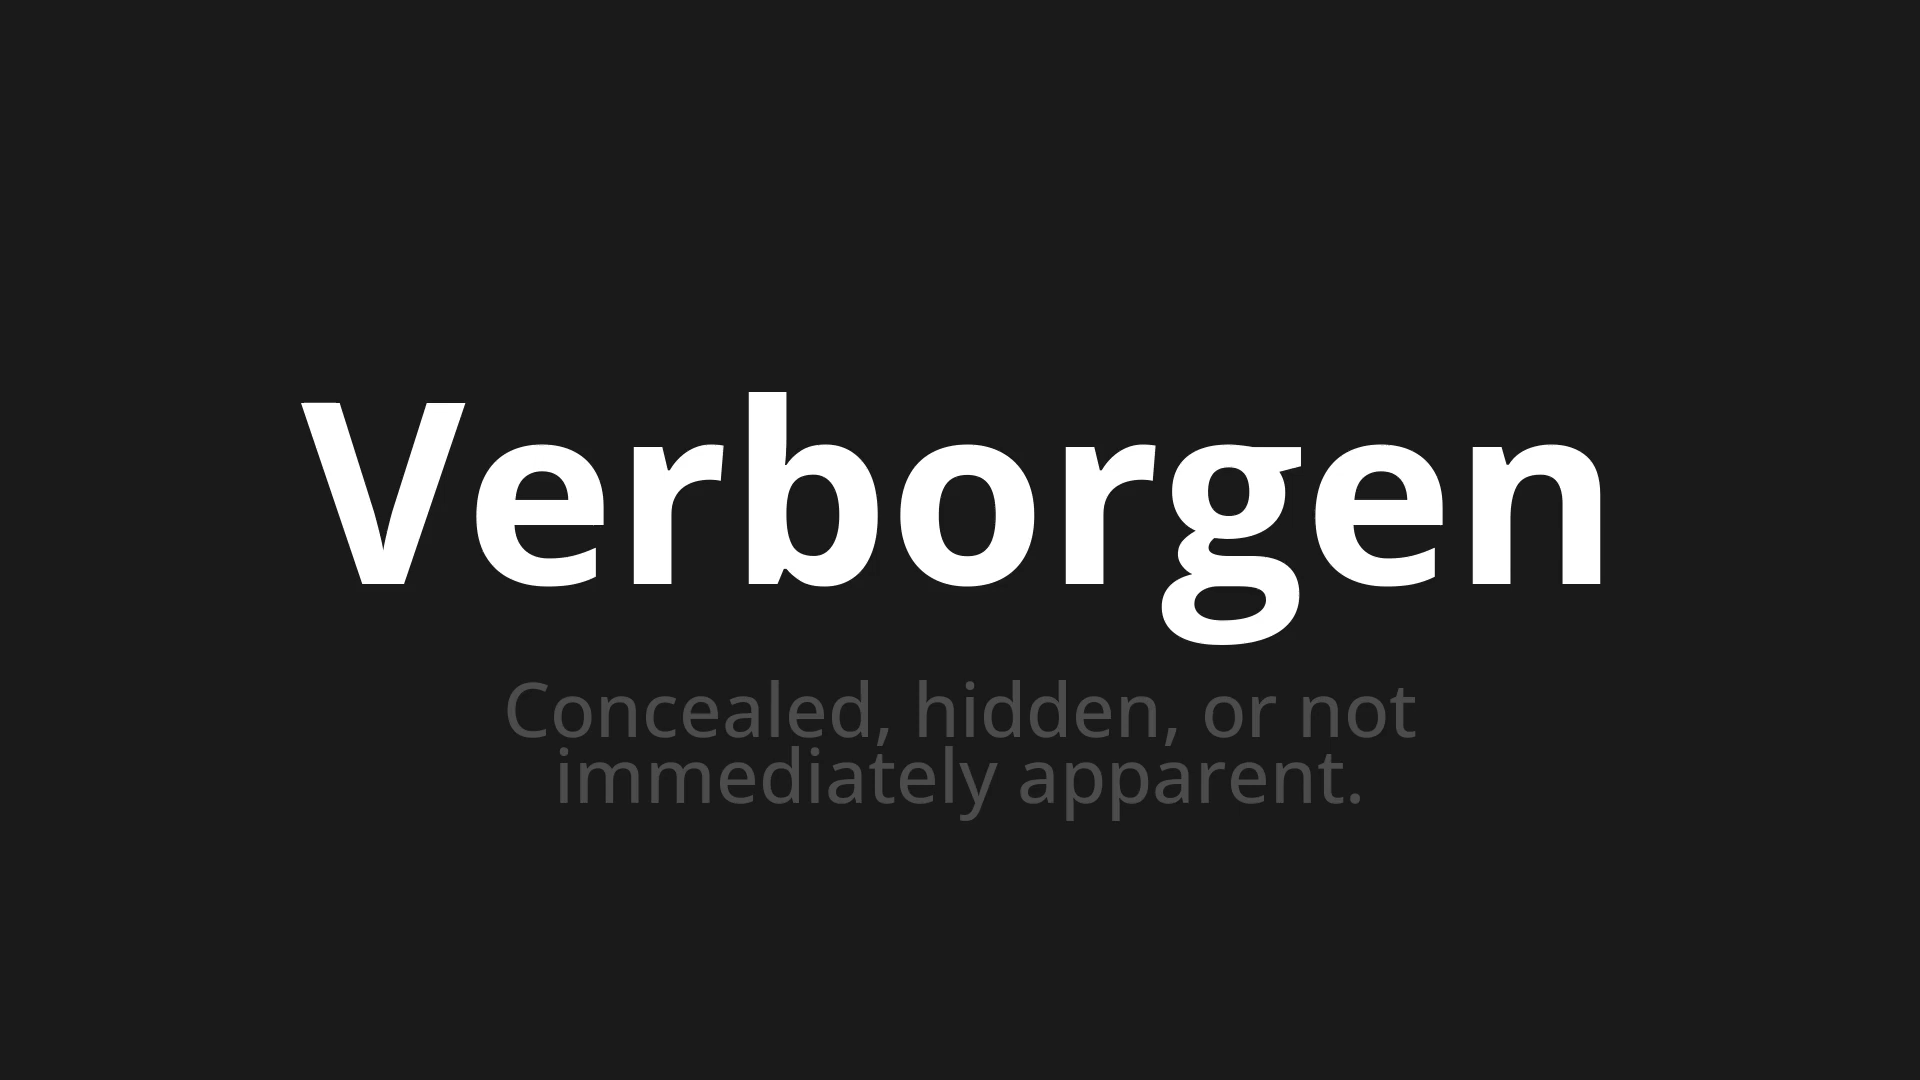 Verborgen
Concealed, hidden, or not
immediately apparent.